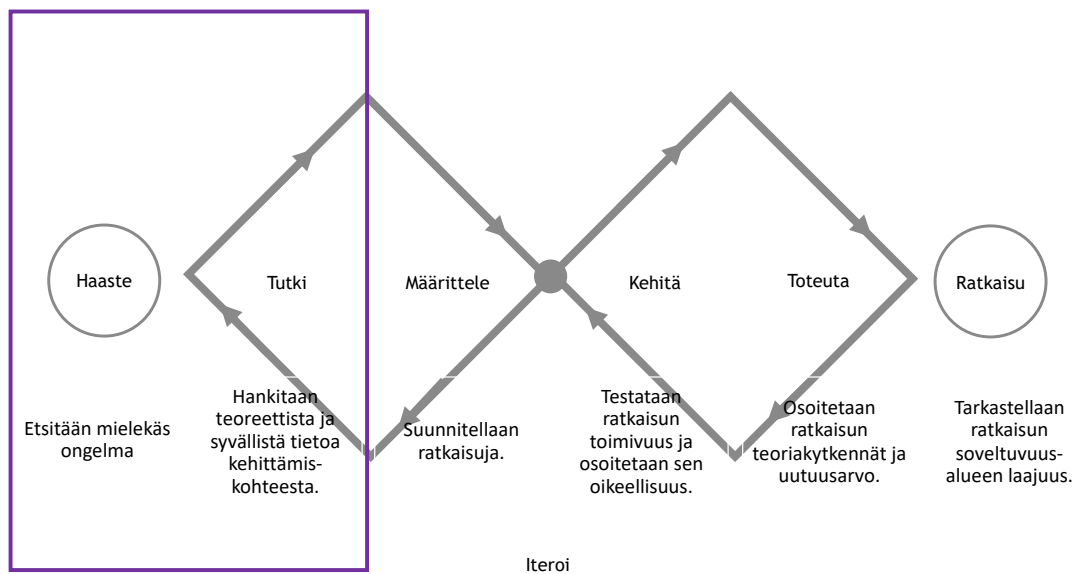 Haaste
Tutki
Määrittele
Kehitä
Toteuta
Ratkaisu
Etsitään mielekäs
ongelma
Hankitaan
teoreettista ja
syvällistä tietoa
kehittämis-
kohteesta.
Suunnitellaan
ratkaisuja.
Testataan
ratkaisun
toimivuus ja
osoitetaan sen
oikeellisuus.
Osoitetaan
ratkaisun
teoriakytkennät ja
uutuusarvo.
Tarkastellaan
ratkaisun
soveltuvuus-
alueen laajuus.
Iteroi